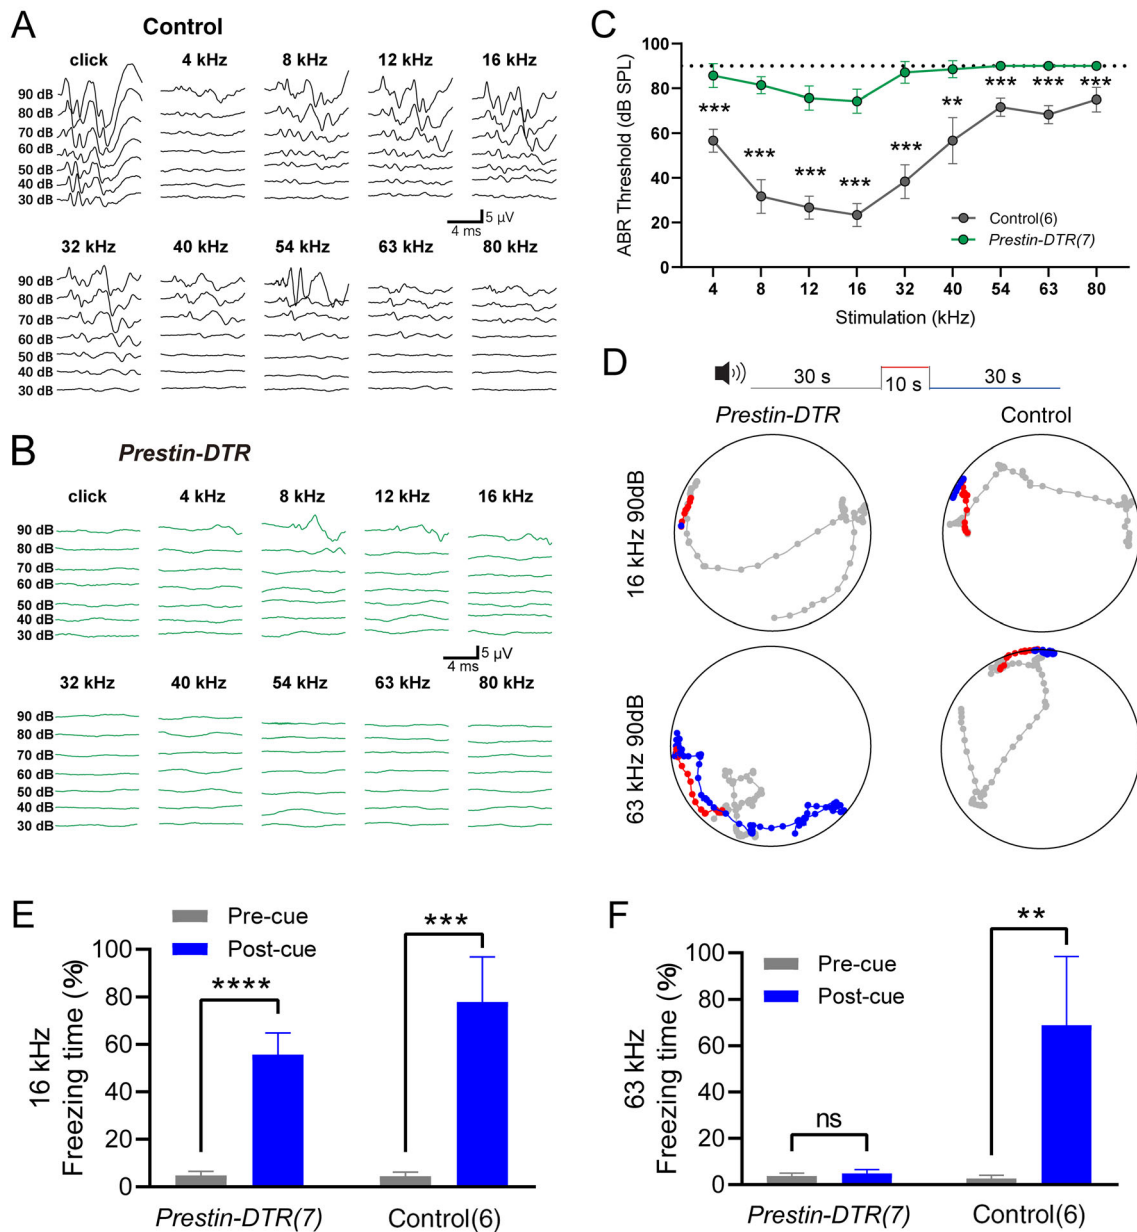 A
Control
click 4 kHz 8 kHz 12 kHz 16 kHz
90 dB
80 dB
70 dB
60 dB
50 dB
40 dB
30 dB
5 µV
4 ms
32 kHz 40 kHz 54 kHz 63 kHz 80 kHz
90 dB
80 dB
70 dB
60 dB
50 dB
40 dB
30 dB
B
Prestin-DTR
click 4 kHz 8 kHz 12 kHz 16 kHz
90 dB
80 dB
70 dB
60 dB
50 dB
40 dB
30 dB
5 µV
4 ms
32 kHz 40 kHz 54 kHz 63 kHz 80 kHz
90 dB
80 dB
70 dB
60 dB
50 dB
40 dB
30 dB
C
ABR Threshold (dB SPL)
100
80
60
40
20
0
*** *** *** *** *** ** *** *** ***
Control(6)
Prestin-DTR(7)
4 8 12 16 32 40 54 63 80
Stimulation (kHz)
D
30 s 10 s 30 s
Prestin-DTR Control
16 kHz 90dB
63 kHz 90dB
E
Pre-cue
Post-cue
16 kHz
Freezing time (%)
100
80
60
40
20
0
**** ***
Prestin-DTR(7) Control(6)
F
Pre-cue
Post-cue
63 kHz
Freezing time (%)
100
80
60
40
20
0
ns **
Prestin-DTR(7) Control(6)